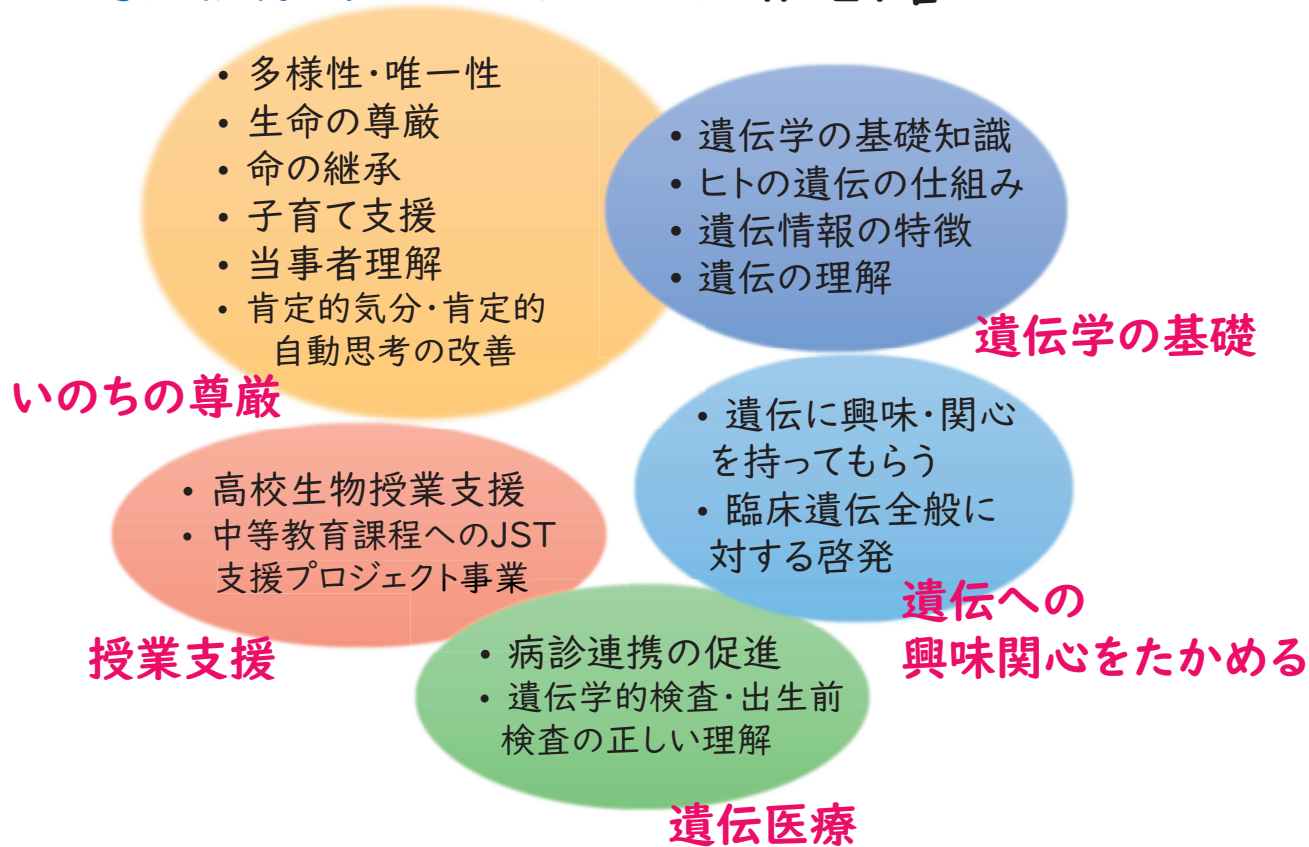 • 多様性・唯一性
• 生命の尊厳
• 命の継承
• 子育て支援
• 当事者理解
• 肯定的気分・肯定的
自動思考の改善
いのちの尊厳
• 遺伝学の基礎知識
• ヒトの遺伝の仕組み
• 遺伝情報の特徴
• 遺伝の理解
遺伝学の基礎
• 遺伝に興味・関心
を持ってもらう
• 臨床遺伝全般に
対する啓発
遺伝への
興味関心をたかめる
• 高校生物授業支援
• 中等教育課程へのJST
支援プロジェクト事業
授業支援
• 病診連携の促進
• 遺伝学的検査・出生前
検査の正しい理解
遺伝医療